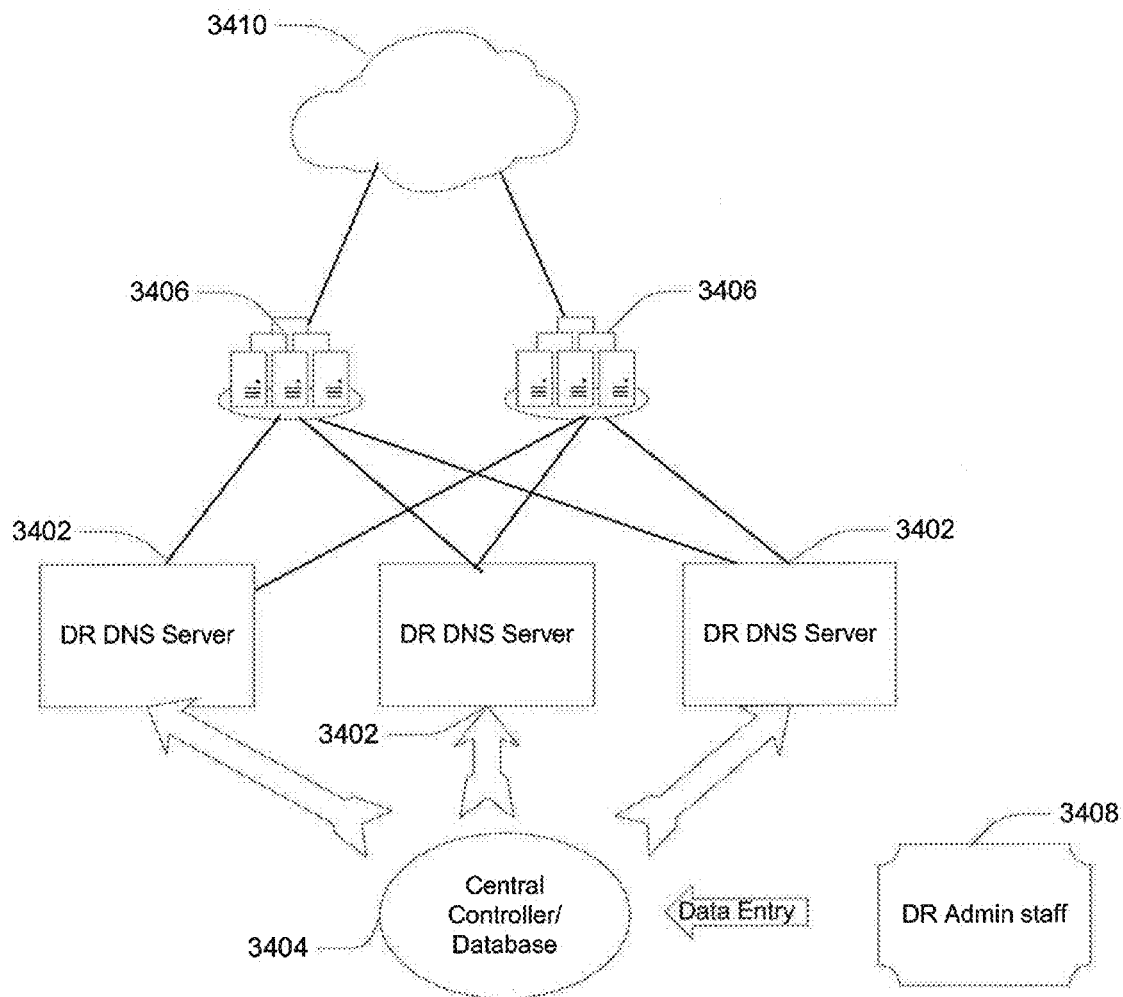 3410
3406
3406
3402
3402
DR DNS Server
DR DNS Server
DR DNS Server
3402
3408
Central
Controller/
Database
Data Entry
DR Admin staff
3404